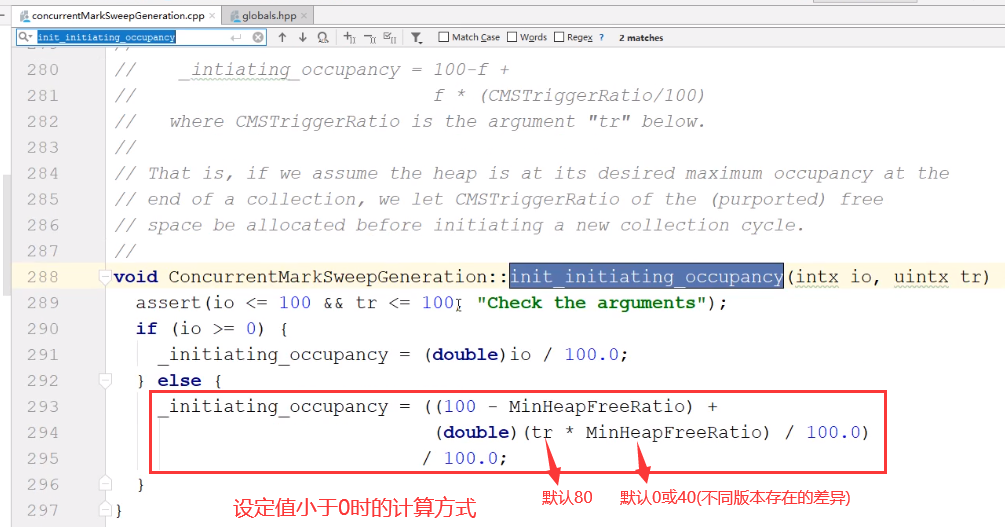 concurrentMarkSweepGeneration.cpp × globals.hpp ×
init_initiating_occupancy Match Case Words Regex ? 2 matches
280 // _intiating_occupancy = 100-f +
281 // f * (CMSTriggerRatio/100)
282 // where CMSTriggerRatio is the argument "tr" below.
283 //
284 // That is, if we assume the heap is at its desired maximum occupancy at the
285 // end of a collection, we let CMSTriggerRatio of the (purported) free
286 // space be allocated before initiating a new collection cycle.
287 //
288 void ConcurrentMarkSweepGeneration::init_initiating_occupancy(intx io, uintx tr)
289 assert(io <= 100 && tr <= 100, "Check the arguments");
290 if (io >= 0) {
291 _initiating_occupancy = (double)io / 100.0;
292 } else {
293 _initiating_occupancy = ((100 - MinHeapFreeRatio) +
294 (double)(tr * MinHeapFreeRatio) / 100.0)
295 / 100.0;
296 }
默认80 默认0或40(不同版本存在的差异)
设定值小于0时的计算方式
297 }